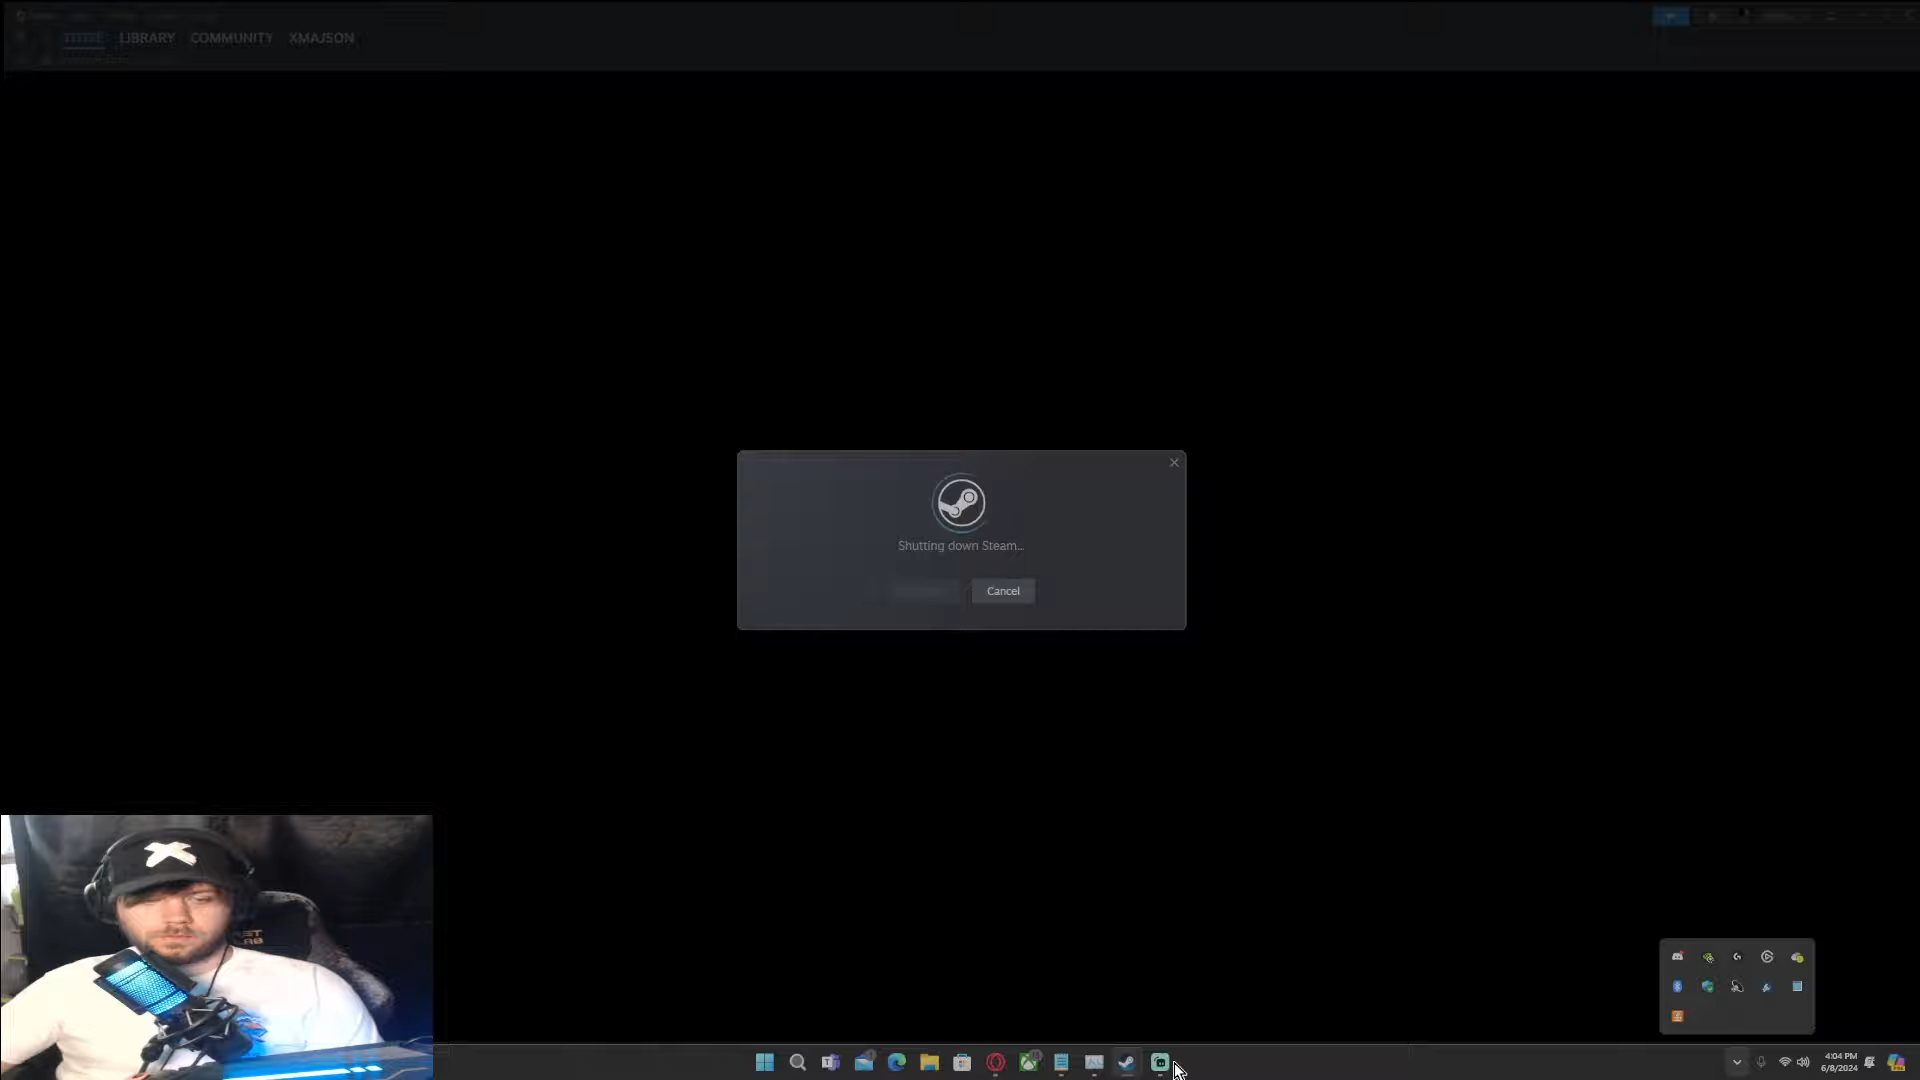 LIBRARY COMMUNITY XMAJSON
Shutting down Steam...
Cancel
4:04 PM
6/8/2024